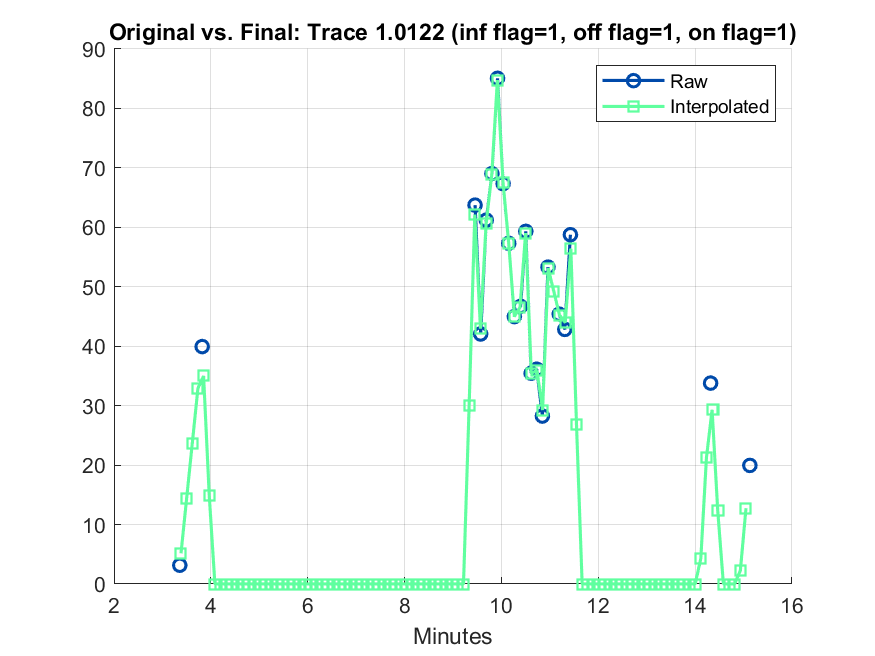 Original vs. Final: Trace 1.0122 (inf flag=1, off flag=1, on flag=1)
90
80
70
60
50
40
30
20
10
0
Raw
Interpolated
2 4 6 8 10 12 14 16
Minutes